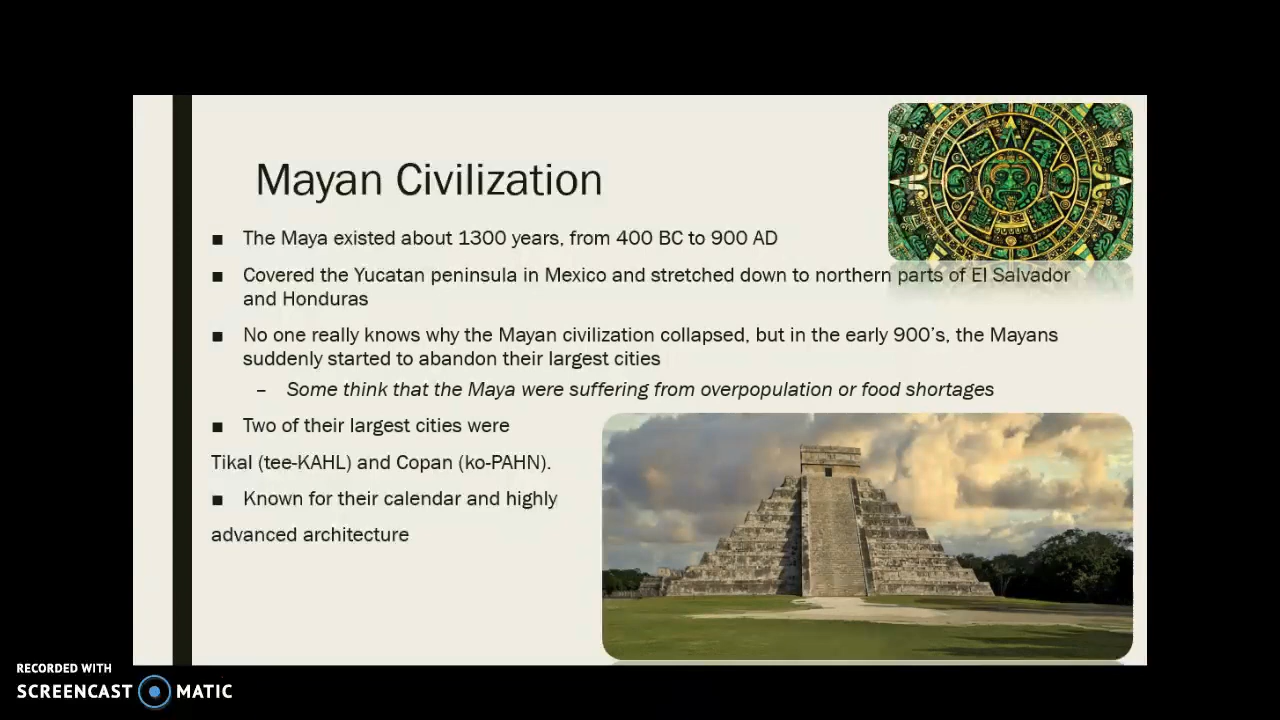 Mayan Civilization
■ The Maya existed about 1300 years, from 400 BC to 900 AD
■ Covered the Yucatan peninsula in Mexico and stretched down to northern parts of El Salvador
and Honduras
■ No one really knows why the Mayan civilization collapsed, but in the early 900's, the Mayans
suddenly started to abandon their largest cities
– Some think that the Maya were suffering from overpopulation or food shortages
■ Two of their largest cities were
Tikal (tee-KAHL) and Copan (ko-PAHN).
■ Known for their calendar and highly
advanced architecture
RECORDED WITH
SCREENCAST MATIC